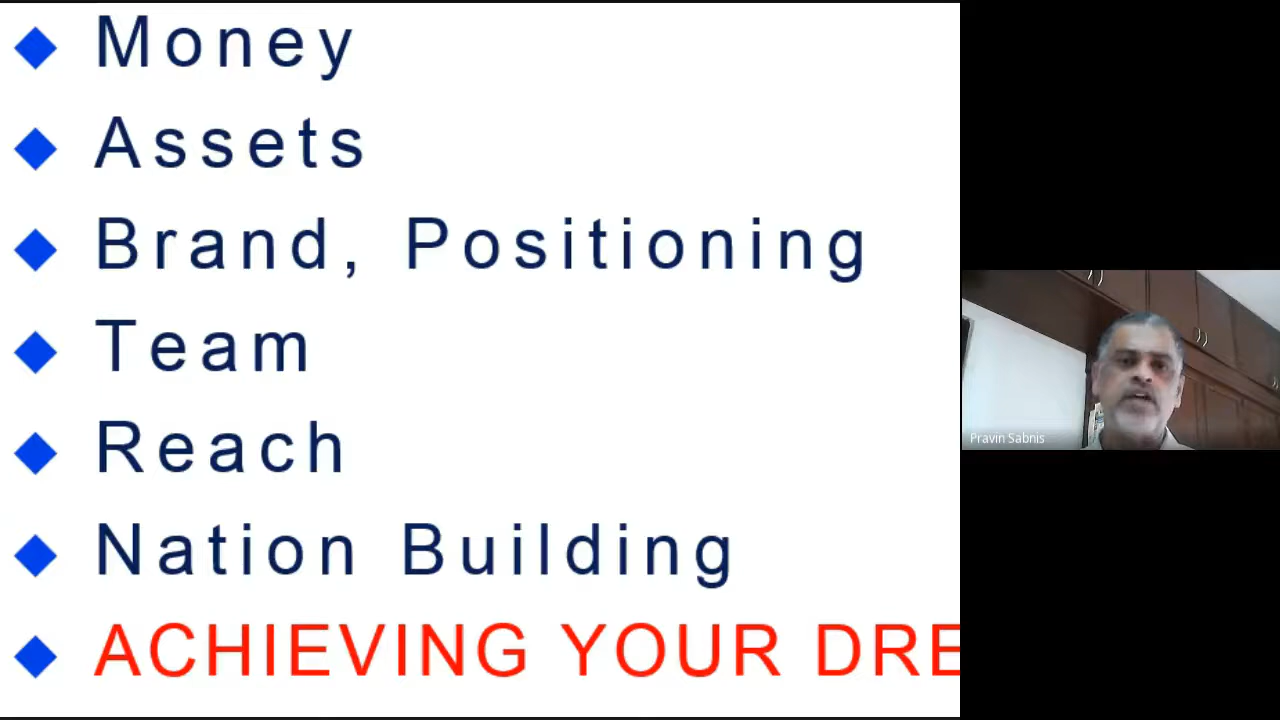 Money
Assets
Brand, Positioning
Team
Reach
Nation Building
ACHIEVING YOUR DRE
Pravin Sabnis